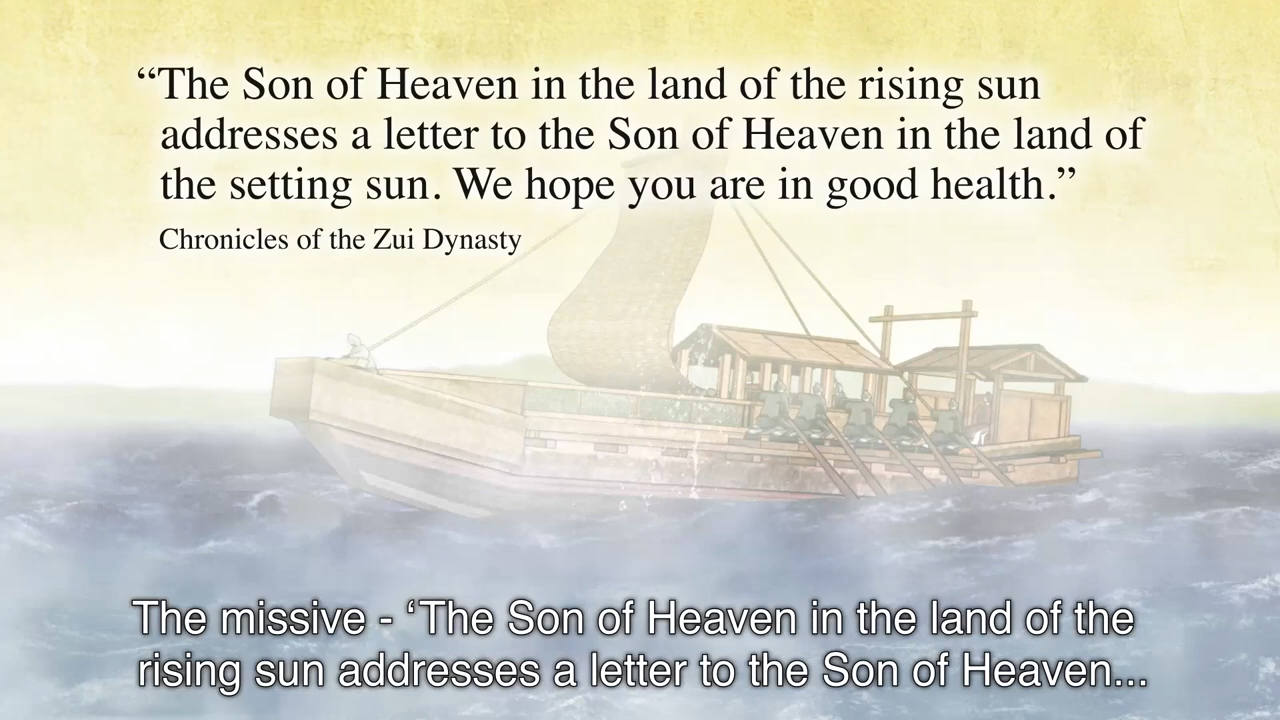 “The Son of Heaven in the land of the rising sun
addresses a letter to the Son of Heaven in the land of
the setting sun. We hope you are in good health.”
Chronicles of the Zui Dynasty
The missive - ‘The Son of Heaven in the land of the
rising sun addresses a letter to the Son of Heaven...